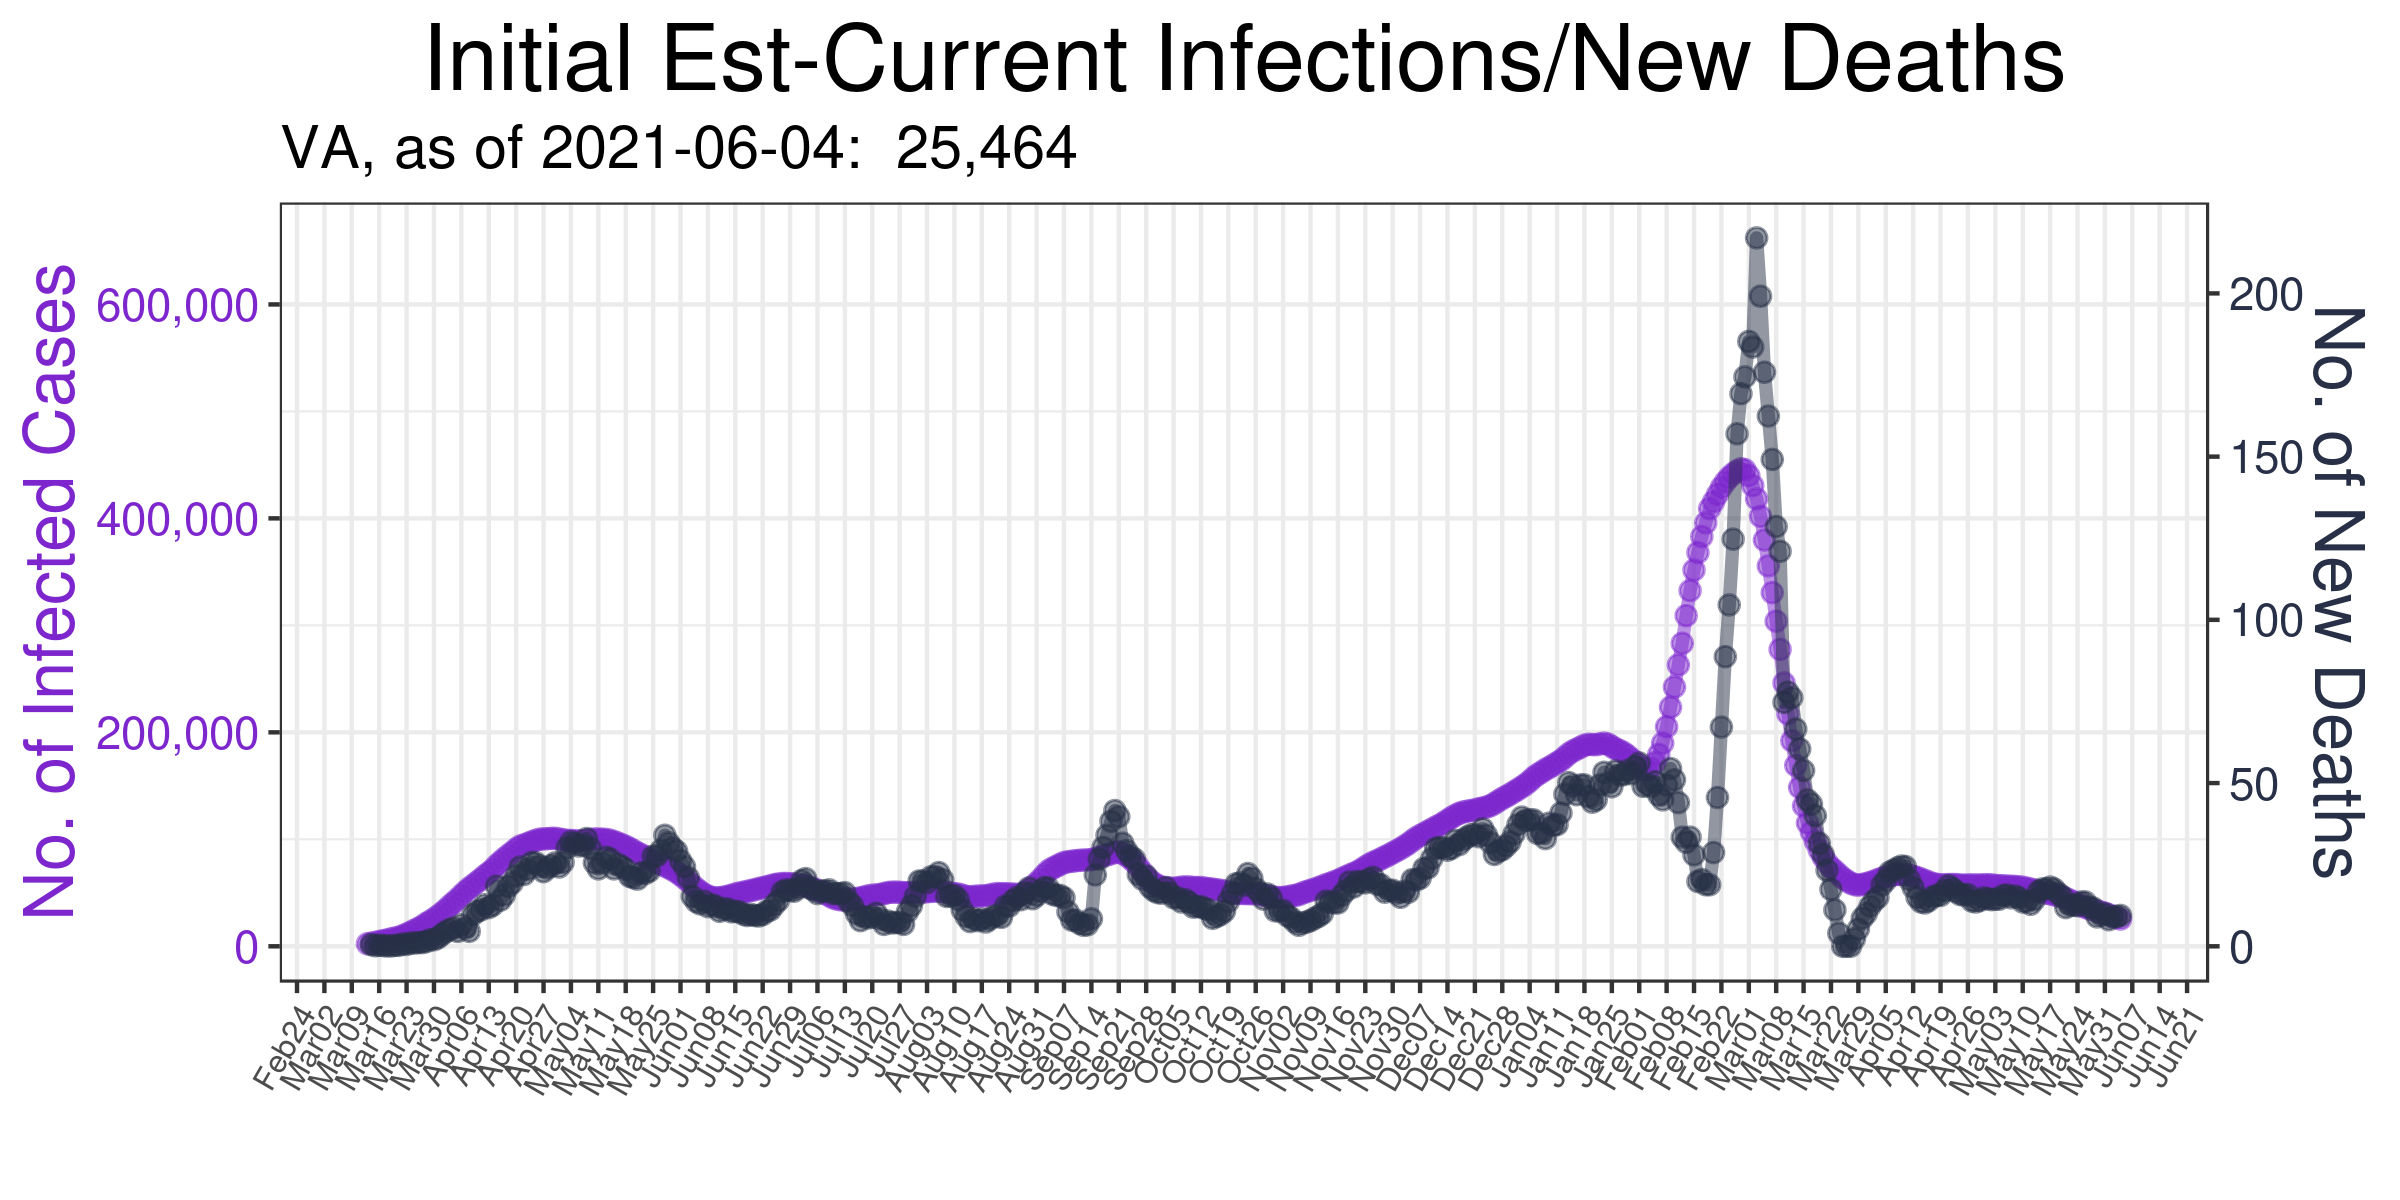 Initial Est-Current Infections/New Deaths
VA, as of 2021-06-04:  25,464
No. of Infected Cases
600,000
400,000
200,000
0
200
150
100
50
0
No. of New Deaths
Feb24
Mar02
Mar09
Mar16
Mar23
Mar30
Apr06
Apr13
Apr20
Apr27
May04
May11
May18
May25
Jun01
Jun08
Jun15
Jun22
Jun29
Jul06
Jul13
Jul20
Jul27
Aug03
Aug10
Aug17
Aug24
Aug31
Sep07
Sep14
Sep21
Sep28
Oct05
Oct12
Oct19
Oct26
Nov02
Nov09
Nov16
Nov23
Nov30
Dec07
Dec14
Dec21
Dec28
Jan04
Jan11
Jan18
Jan25
Feb01
Feb08
Feb15
Feb22
Mar01
Mar08
Mar15
Mar22
Mar29
Apr05
Apr12
Apr19
Apr26
May03
May10
May17
May24
May31
Jun07
Jun14
Jun21